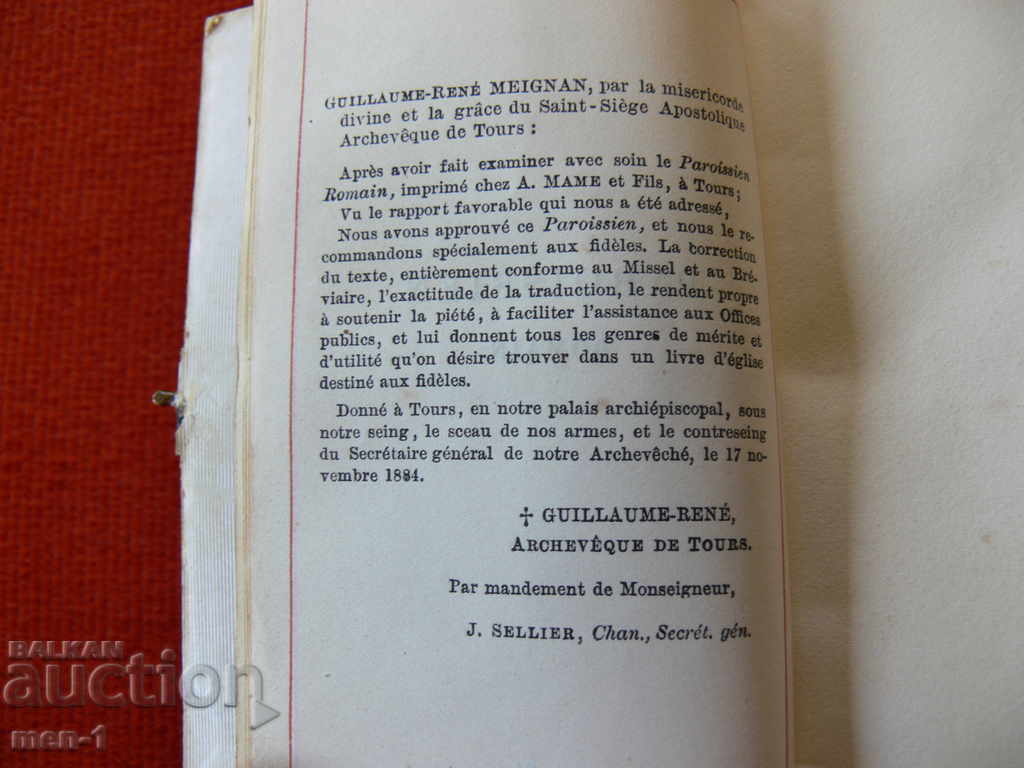 GUILLAUME-RENÉ MEIGNAN, par la misericorde
divine et la grâce du Saint-Siège Apostolique
Archevêque de Tours :
Après avoir fait examiner avec soin le Paroissien
Romain, imprimé chez A. MAME et Fils, à Tours;
Vu le rapport favorable qui nous a été adressé,
Nous avons approuvé ce Paroissien, et nous le re-
commandons spécialement aux fidèles. La correction
du texte, entièrement conforme au Missel et au Bré-
viaire, l'exactitude de la traduction, le rendent propre
à soutenir la piété, à faciliter l'assistance aux Offices
publics, et lui donnent tous les genres de mérite et
d'utilité qu'on désire trouver dans un livre d'église
destiné aux fidèles.
Donné à Tours, en notre palais archiépiscopal, sous
notre seing, le sceau de nos armes, et le contreseing
du Secrétaire général de notre Archevêché, le 17 no-
vembre 1884.
† GUILLAUME-RENÉ,
ARCHEVÊQUE DE TOURS.
Par mandement de Monseigneur,
J. SELLIER, Chan., Secrét. gén.
BALKAN
auction
men-1